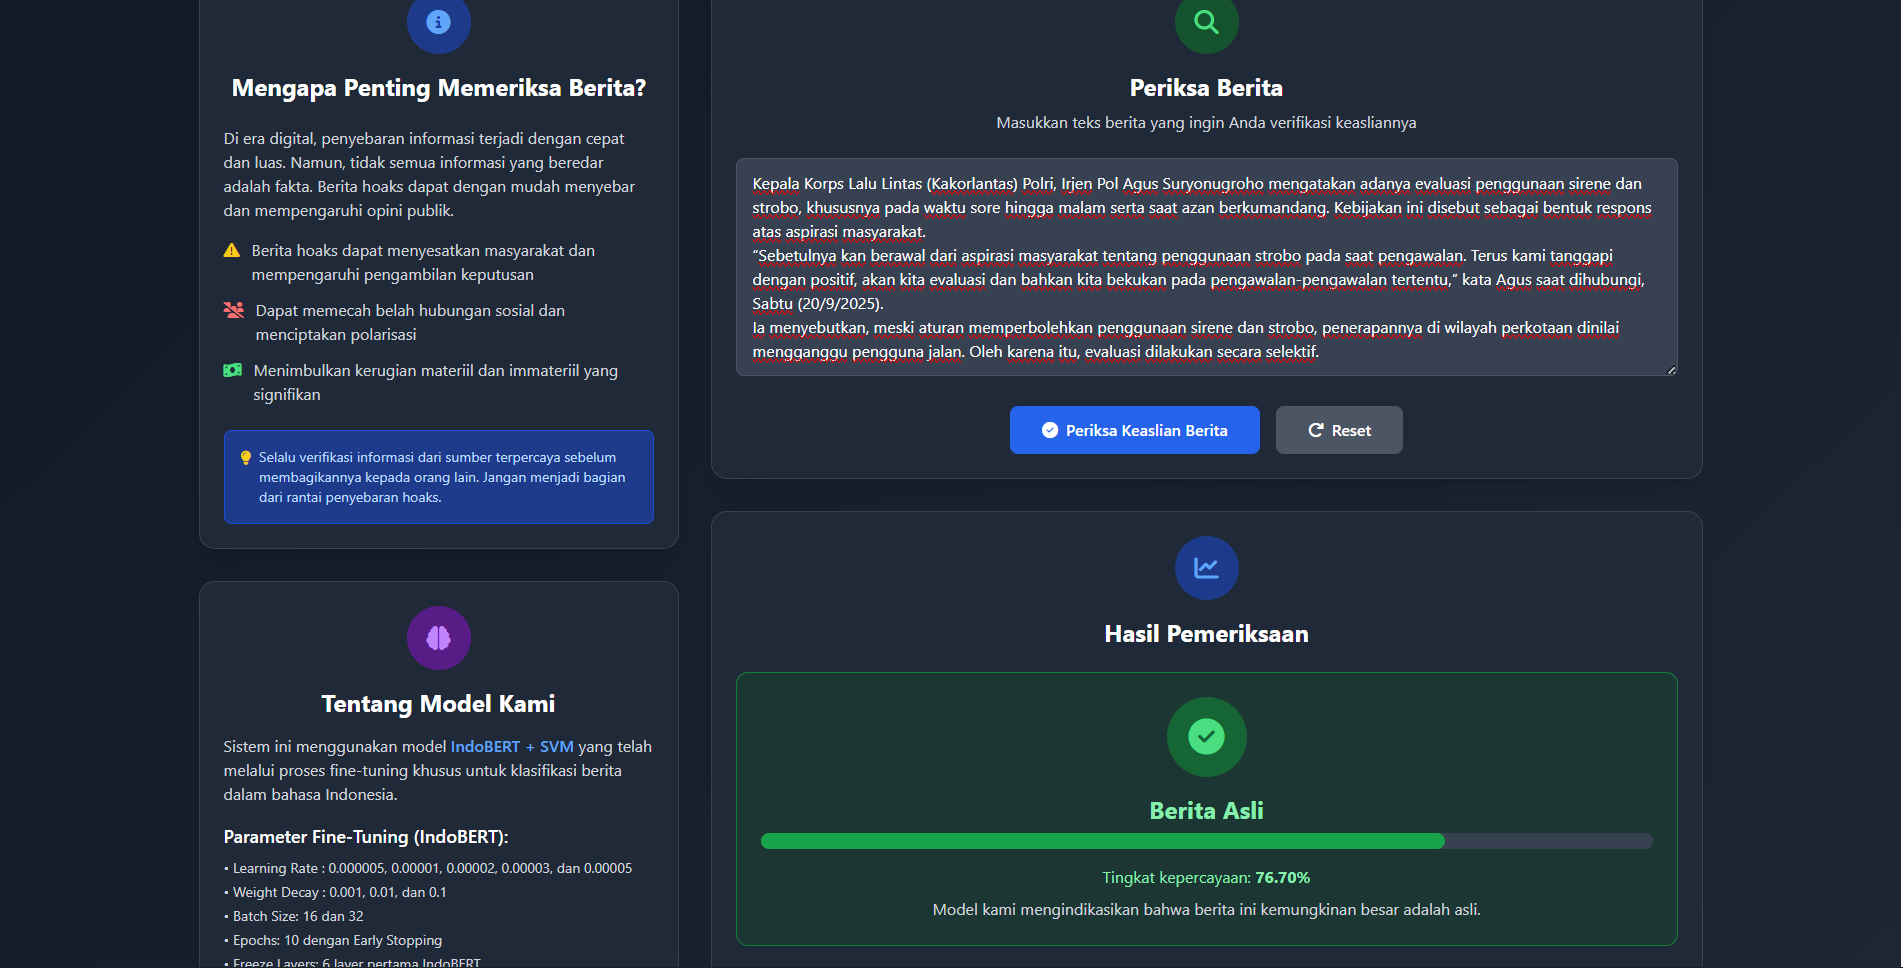 Mengapa Penting Memeriksa Berita?
Di era digital, penyebaran informasi terjadi dengan cepat
dan luas. Namun, tidak semua informasi yang beredar
adalah fakta. Berita hoaks dapat dengan mudah menyebar
dan mempengaruhi opini publik.
Berita hoaks dapat menyesatkan masyarakat dan
mempengaruhi pengambilan keputusan
Dapat memecah belah hubungan sosial dan
menciptakan polarisasi
Menimbulkan kerugian materiil dan immateriil yang
signifikan
Selalu verifikasi informasi dari sumber terpercaya sebelum
membagikannya kepada orang lain. Jangan menjadi bagian
dari rantai penyebaran hoaks.
Tentang Model Kami
Sistem ini menggunakan model IndoBERT + SVM yang telah
melalui proses fine-tuning khusus untuk klasifikasi berita
dalam bahasa Indonesia.
Parameter Fine-Tuning (IndoBERT):
• Learning Rate : 0.000005, 0.00001, 0.00002, 0.00003, dan 0.00005
• Weight Decay : 0.001, 0.01, dan 0.1
• Batch Size: 16 dan 32
• Epochs: 10 dengan Early Stopping
• Freeze Layers: 6 layer pertama IndoBERT
Periksa Berita
Masukkan teks berita yang ingin Anda verifikasi keasliannya
Kepala Korps Lalu Lintas (Kakorlantas) Polri, Irjen Pol Agus Suryonugroho mengatakan adanya evaluasi penggunaan sirene dan
strobo, khususnya pada waktu sore hingga malam serta saat azan berkumandang. Kebijakan ini disebut sebagai bentuk respons
atas aspirasi masyarakat.
“Sebetulnya kan berawal dari aspirasi masyarakat tentang penggunaan strobo pada saat pengawalan. Terus kami tanggapi
dengan positif, akan kita evaluasi dan bahkan kita bekukan pada pengawalan-pengawalan tertentu,” kata Agus saat dihubungi,
Sabtu (20/9/2025).
Ia menyebutkan, meski aturan memperbolehkan penggunaan sirene dan strobo, penerapannya di wilayah perkotaan dinilai
mengganggu pengguna jalan. Oleh karena itu, evaluasi dilakukan secara selektif.
Periksa Keaslian Berita
Reset
Hasil Pemeriksaan
Berita Asli
Tingkat kepercayaan: 76.70%
Model kami mengindikasikan bahwa berita ini kemungkinan besar adalah asli.